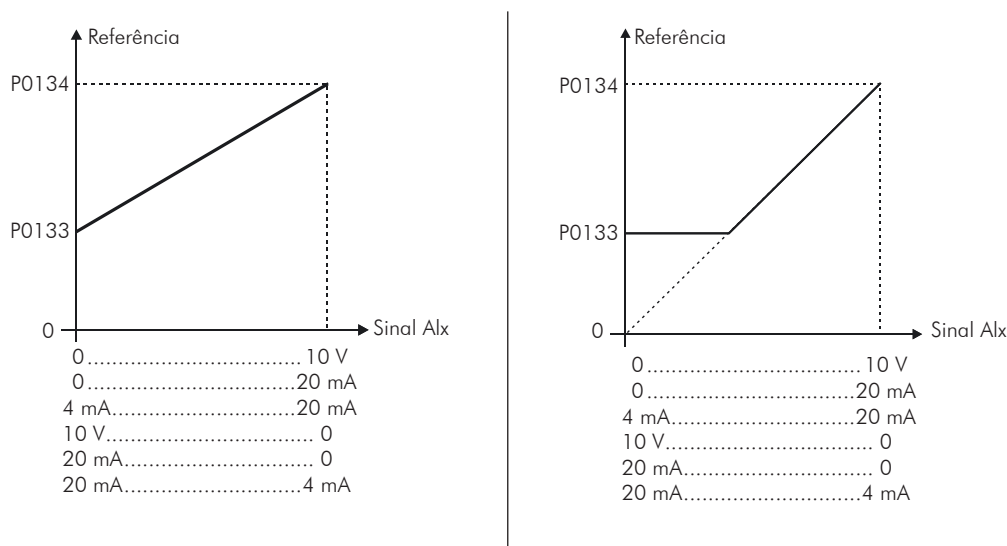 Referência
P0134
P0133
0
Sinal AIx
0..................................10 V
0.................................20 mA
4 mA.............................20 mA
10 V.................................0
20 mA..............................0
20 mA............................4 mA
Referência
P0134
P0133
0
Sinal AIx
0..................................10 V
0.................................20 mA
4 mA.............................20 mA
10 V.................................0
20 mA..............................0
20 mA............................4 mA